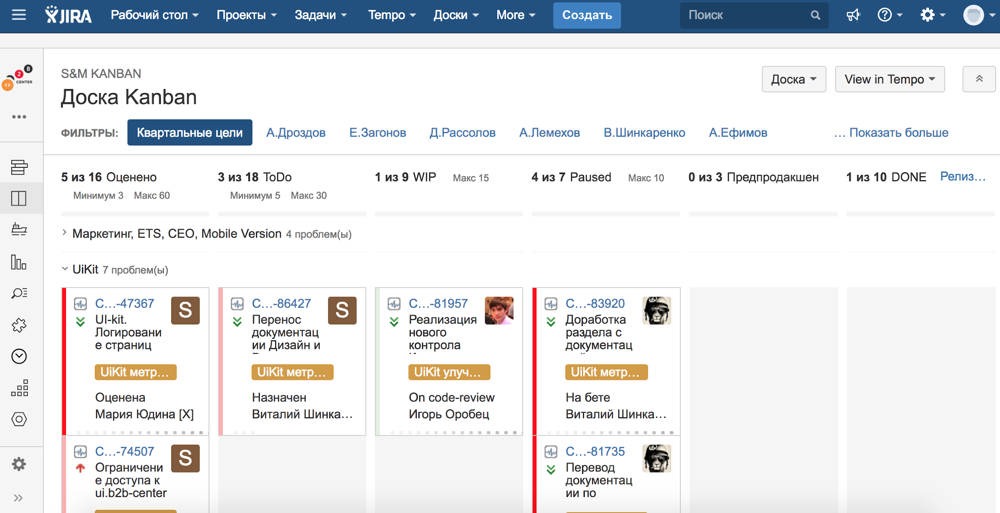 JIRA Рабочий стол Проекты Задачи Tempo Доски More Создать Поиск
2 B CENTER
S&M KANBAN
Доска Kanban
Доска View in Tempo
ФИЛЬТРЫ: Квартальные цели А.Дроздов Е.Загонов Д.Рассолов А.Лемехов В.Шинкаренко А.Ефимов … Показать больше
5 из 16 Оценено 3 из 18 ToDo 1 из 9 WIP Макс 15 4 из 7 Paused Макс 10 0 из 3 Предпродакшен 1 из 10 DONE Релиз…
Минимум 3 Макс 60 Минимум 5 Макс 30
Маркетинг, ETS, CEO, Mobile Version 4 проблем(ы)
UiKit 7 проблем(ы)
C…-47367
UI-kit.
Логировани
е страниц
UiKit метр…
Оценена
Мария Юдина [X]
S
C…-86427
Перенос
документац
ии Дизайн и
UiKit метр…
Назначен
Виталий Шинка…
S
C…-81957
Реализация
нового
контрола
UiKit улуч…
On code-review
Игорь Оробец
C…-83920
Доработка
раздела с
документац
UiKit метр…
На бете
Виталий Шинка…
C…-74507
Ограничени
е доступа к
ui.b2b-center
S
C…-81735
Перевод
документац
ии по